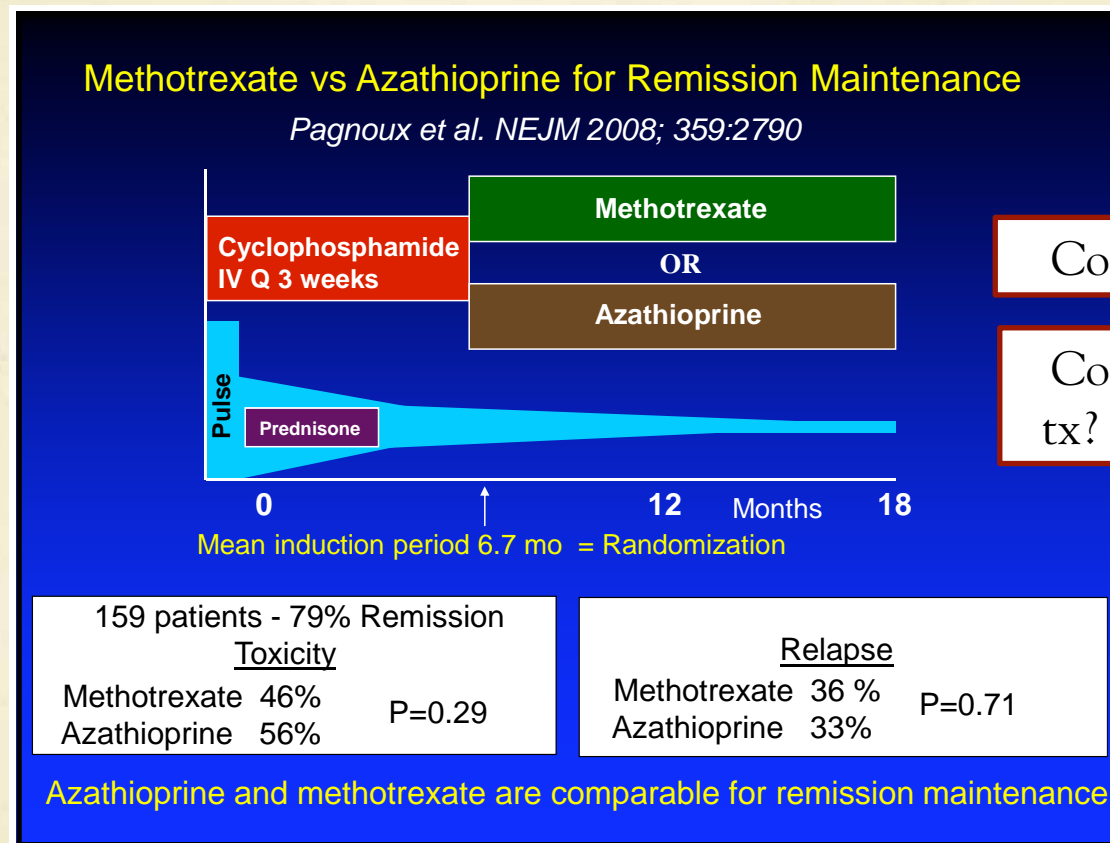 Methotrexate vs Azathioprine for Remission Maintenance
Pagnoux et al. NEJM 2008; 359:2790
Methotrexate
Cyclophosphamide
IV Q 3 weeks
OR
Azathioprine
Pulse
Prednisone
0 12 Months 18
Mean induction period 6.7 mo = Randomization
Co
Co
tx?
159 patients - 79% Remission
Toxicity
Methotrexate 46%
Azathioprine 56%
P=0.29
Relapse
Methotrexate 36 %
Azathioprine 33%
P=0.71
Azathioprine and methotrexate are comparable for remission maintenance